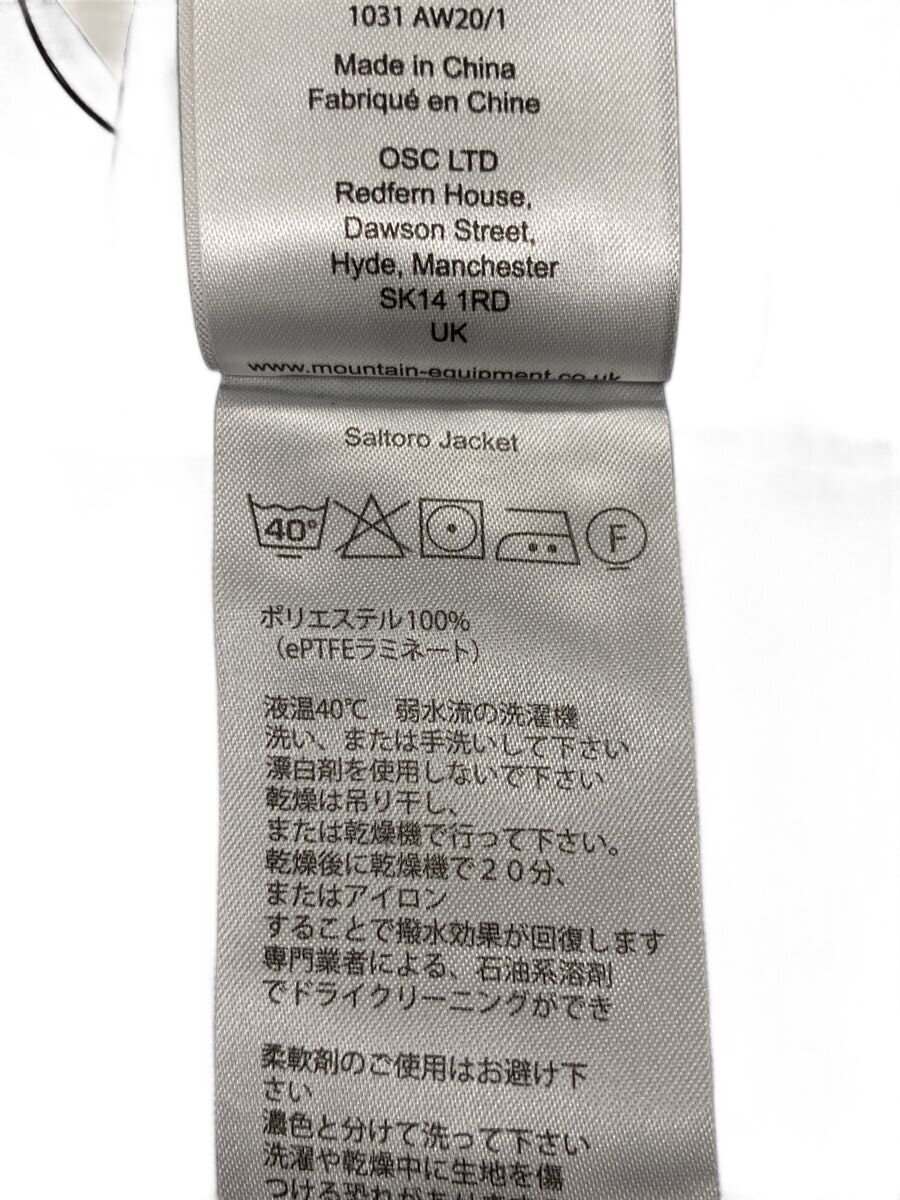 1031 AW20/1
Made in China
Fabriqué en Chine
OSC LTD
Redfern House,
Dawson Street,
Hyde, Manchester
SK14 1RD
UK
www.mountain-equipment.co.uk
Saltoro Jacket
40°
F
ポリエステル100%
（ePTFEラミネート）
液温40℃ 弱水流の洗濯機
洗い、または手洗いして下さい
漂白剤を使用しないで下さい
乾燥は吊り干し、
または乾燥機で行って下さい。
乾燥後に乾燥機で２０分、
またはアイロン
することで撥水効果が回復します
専門業者による、石油系溶剤
でドライクリーニングができ
柔軟剤のご使用はお避け下
さい
濃色と分けて洗って下さい
洗濯や乾燥中に生地を傷
つける恐れがあります